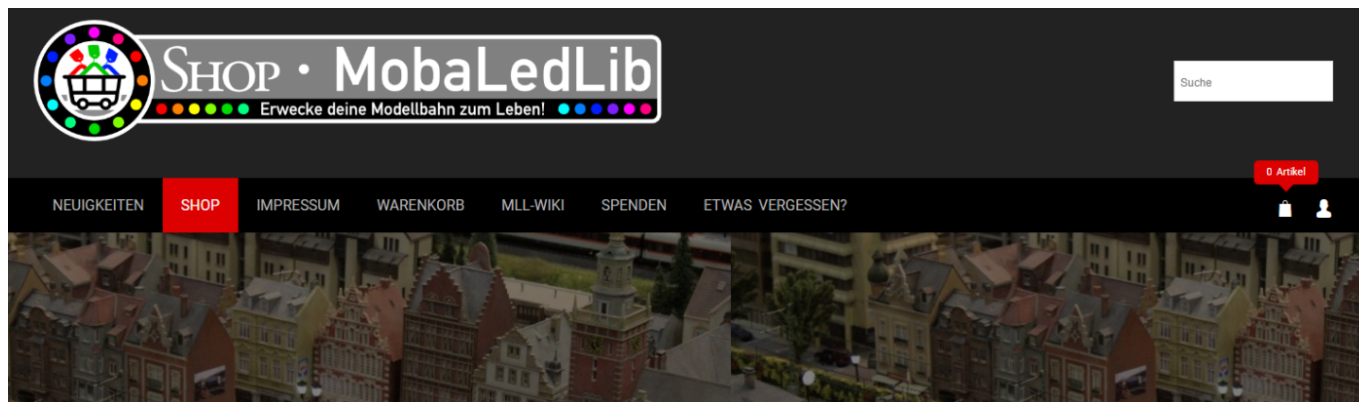 SHOP · MobaLedLib
Erwecke deine Modellbahn zum Leben!
Suche
0 Artikel
NEUIGKEITEN SHOP IMPRESSUM WARENKORB MLL-WIKI SPENDEN ETWAS VERGESSEN?